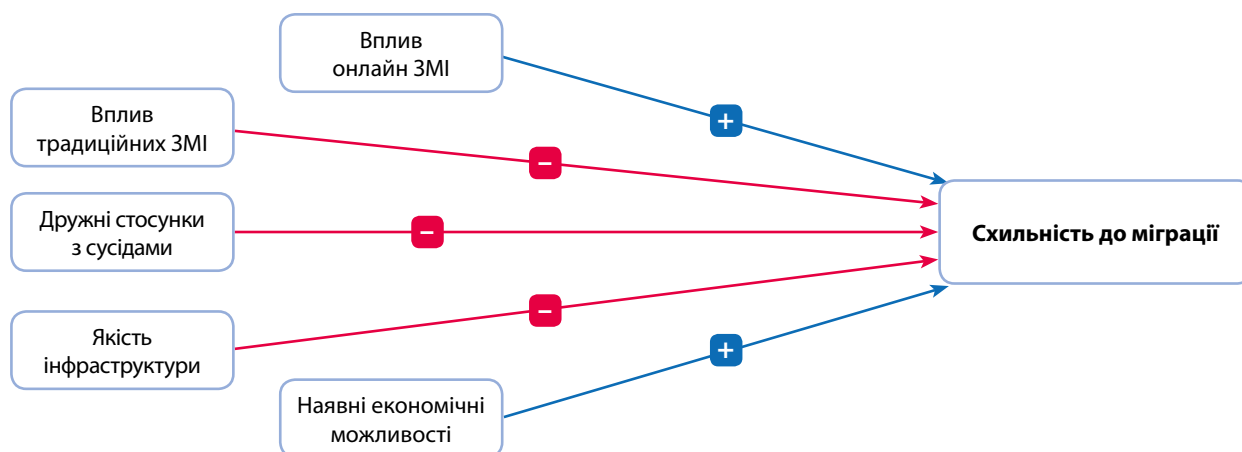 Вплив
онлайн ЗМІ
+
Вплив
традиційних ЗМІ
–
Дружні стосунки
з сусідами
–
Схильність до міграції
Якість
інфраструктури
–
+
Наявні економічні
можливості